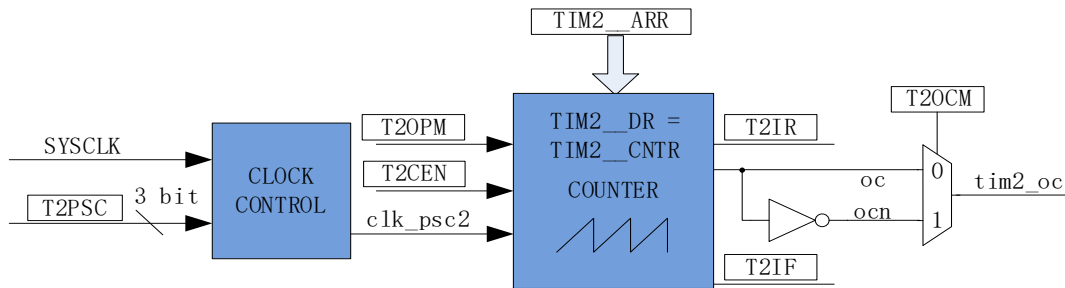 TIM2__ARR
T2OCM
T2OPM
TIM2__DR =
T2IR
SYSCLK
TIM2__CNTR
CLOCK
CONTROL
T2CEN
COUNTER
oc
0
tim2_oc
T2PSC
3 bit
clk_psc2
ocn
1
T2IF